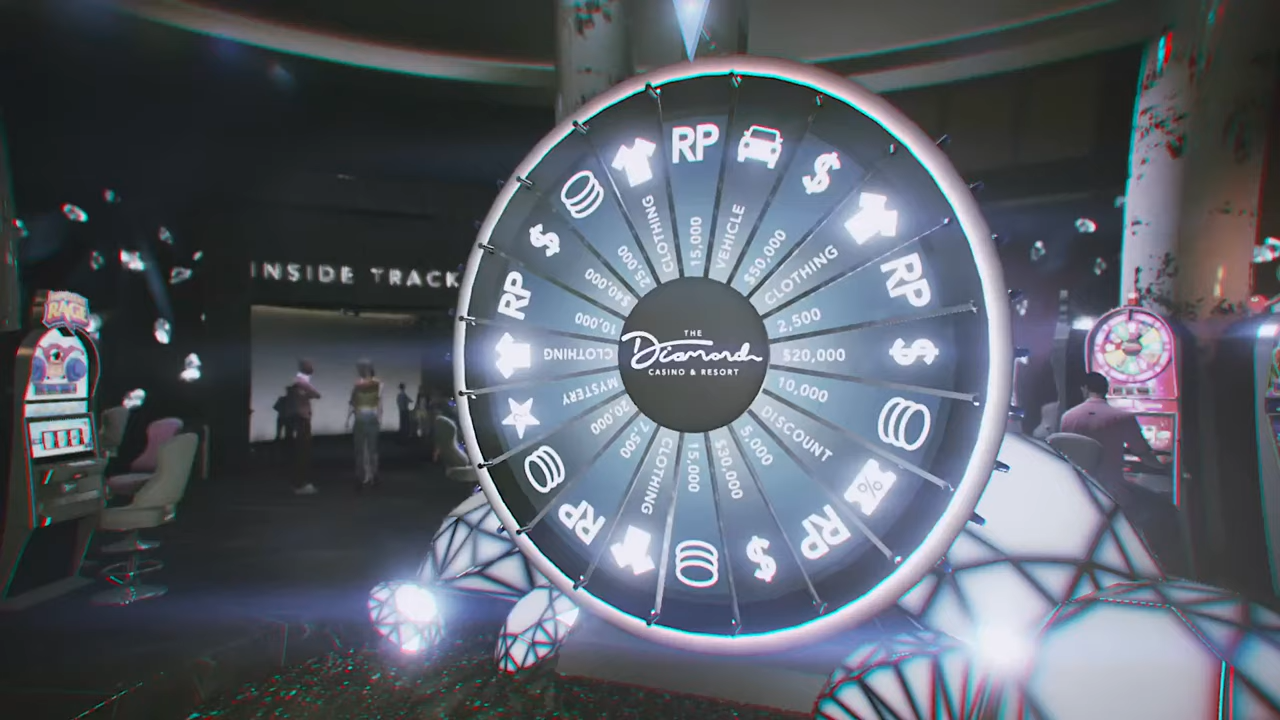 INSIDE TRACK
RAGE
THE
Diamond
CASINO & RESORT
RP
15,000
VEHICLE
$
$50,000
CLOTHING
RP
2,500
$
$20,000
10,000
%
DISCOUNT
RP
5,000
$
$30,000
15,000
CLOTHING
RP
7,500
20,000
MYSTERY
CLOTHING
RP
10,000
$
$40,000
25,000
CLOTHING